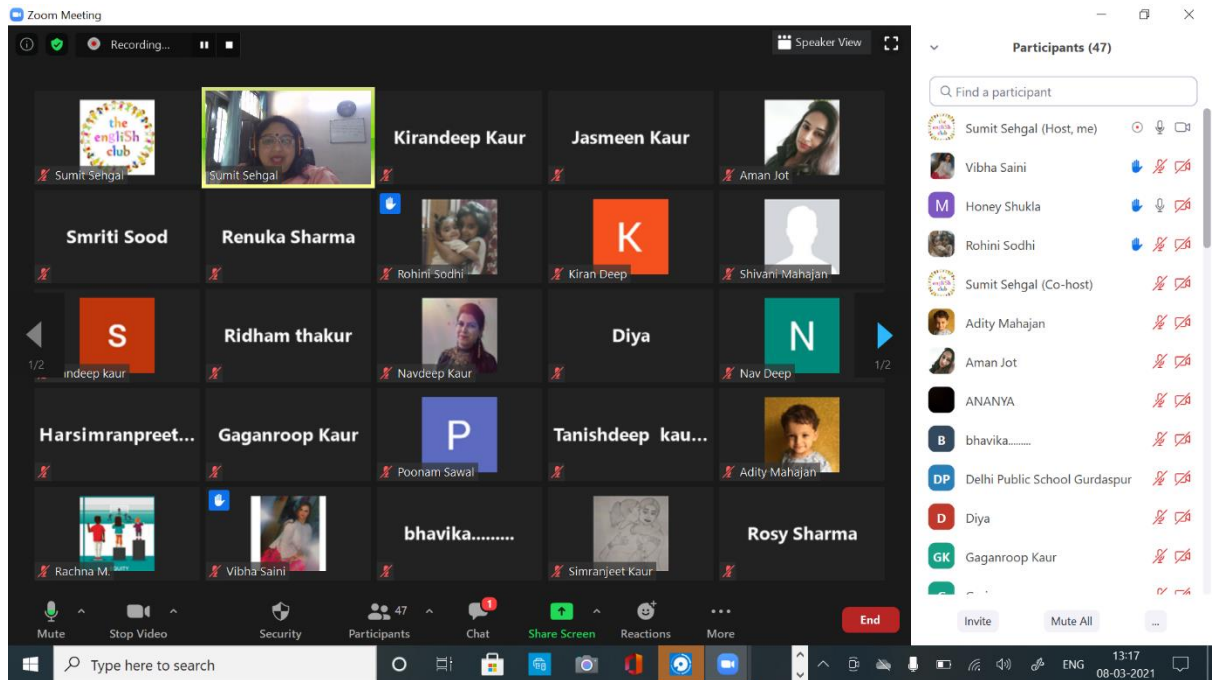 Zoom Meeting
Recording...
Speaker View
Participants (47)
Find a participant
the
engliSh
club
Sumit Sehgal
Sumit Sehgal
Kirandeep Kaur
Jasmeen Kaur
Aman Jot
Smriti Sood
Renuka Sharma
Rohini Sodhi
K
Kiran Deep
Shivani Mahajan
S
indeep kaur
Ridham thakur
Navdeep Kaur
Diya
N
Nav Deep
1/2
1/2
Harsimranpreet...
Gaganroop Kaur
P
Poonam Sawal
Tanishdeep kau...
Adity Mahajan
Rachna M.
Vibha Saini
bhavika.........
Simranjeet Kaur
Rosy Sharma
Sumit Sehgal (Host, me)
Vibha Saini
M Honey Shukla
Rohini Sodhi
Sumit Sehgal (Co-host)
Adity Mahajan
Aman Jot
ANANYA
B bhavika.........
DP Delhi Public School Gurdaspur
D Diya
GK Gaganroop Kaur
Mute
Stop Video
Security
47
Participants
1
Chat
Share Screen
Reactions
More
End
Invite
Mute All
...
Type here to search
ENG
13:17
08-03-2021